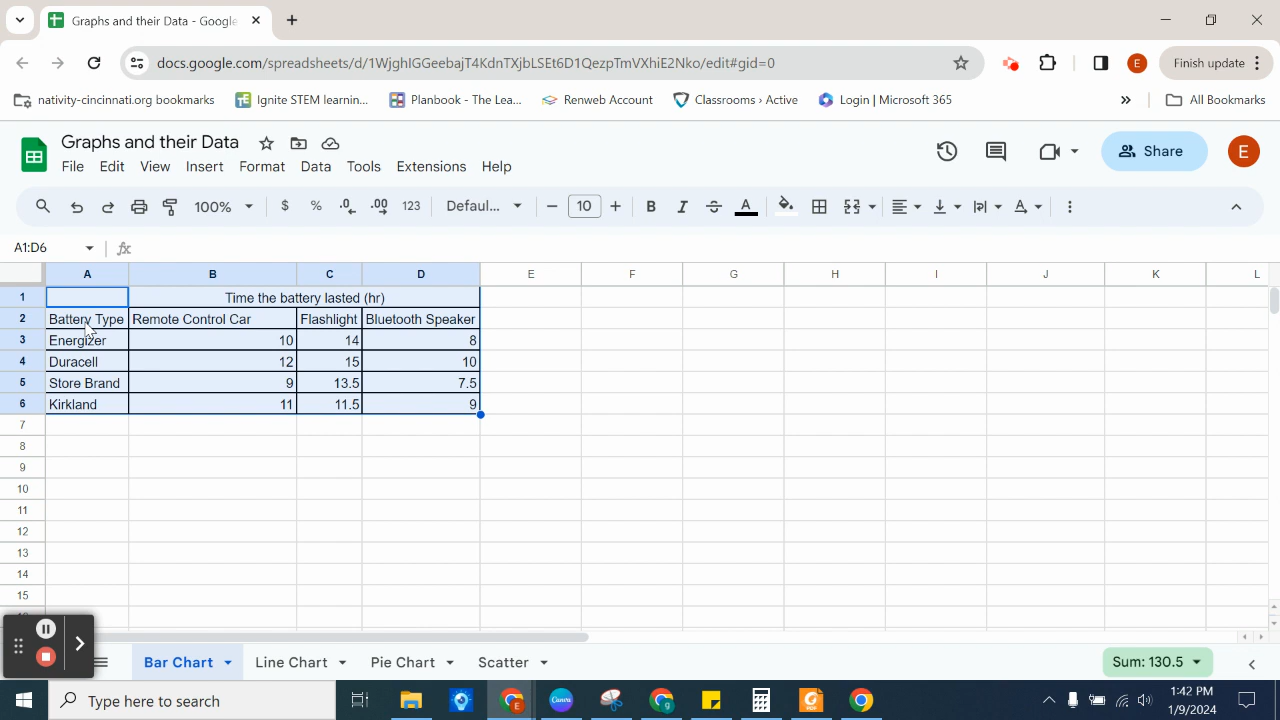 Graphs and their Data - Google
docs.google.com/spreadsheets/d/1WjghIGGeebajT4KdnTXjbLSEt6D1QezpTmVXhiE2Nko/edit#gid=0
E
Finish update
nativity-cincinnati.org bookmarks
Ignite STEM learnin...
Planbook - The Lea...
Renweb Account
Classrooms › Active
Login | Microsoft 365
All Bookmarks
Graphs and their Data
File Edit View Insert Format Data Tools Extensions Help
Share
E
100% $ % .0 .00 123 Defaul... 10 B I A
A1:D6
fx
A B C D E F G H I J K L
1 Time the battery lasted (hr)
2 Battery Type Remote Control Car Flashlight Bluetooth Speaker
3 Energizer 10 14 8
4 Duracell 12 15 10
5 Store Brand 9 13.5 7.5
6 Kirkland 11 11.5 9
7
8
9
10
11
12
13
14
15
Bar Chart Line Chart Pie Chart Scatter
Sum: 130.5
Type here to search
1:42 PM
1/9/2024